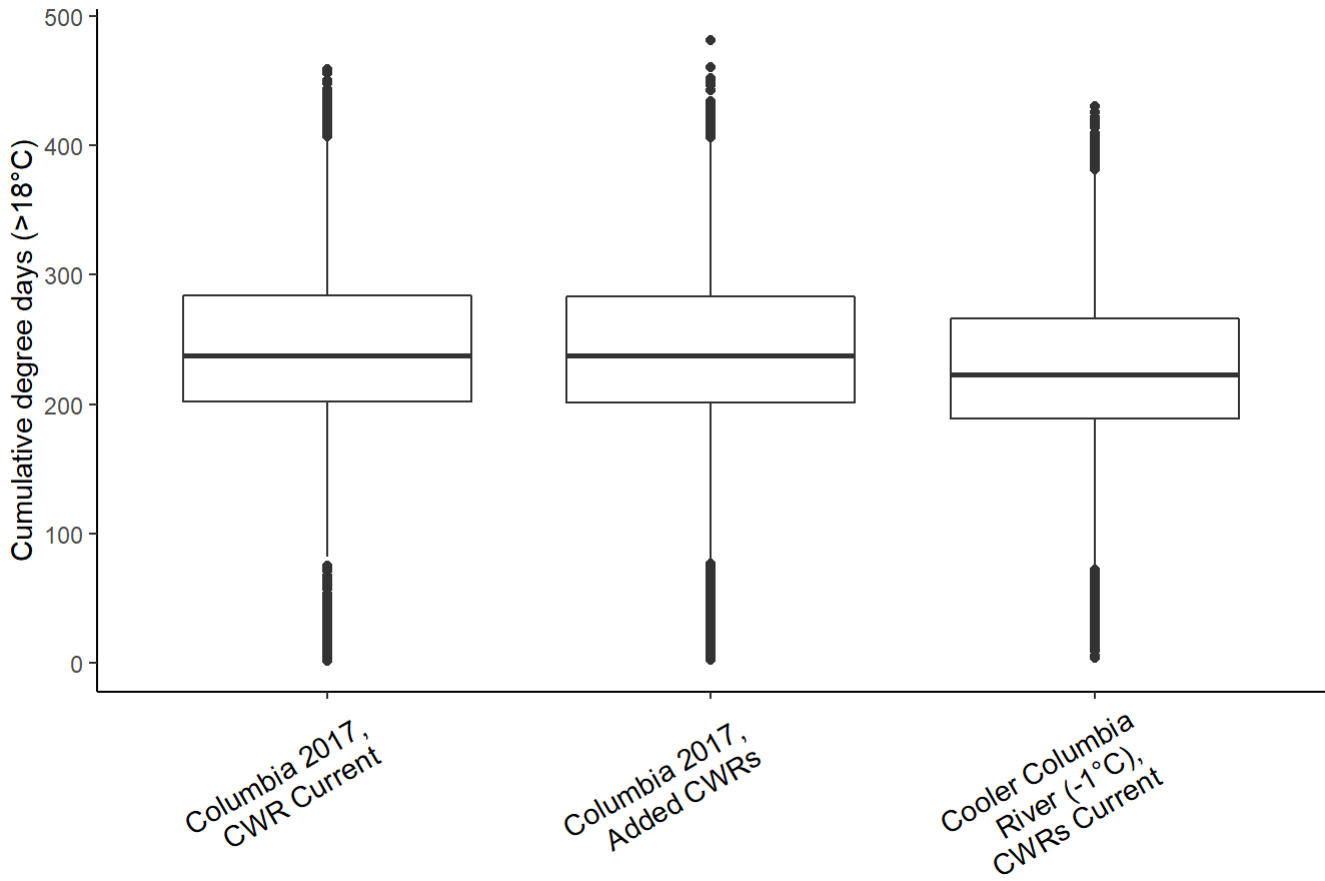 Cumulative degree days (>18°C)
500
400
300
200
100
0
Columbia 2017,
CWR Current
Columbia 2017,
Added CWRs
Cooler Columbia
River (-1°C),
CWRs Current